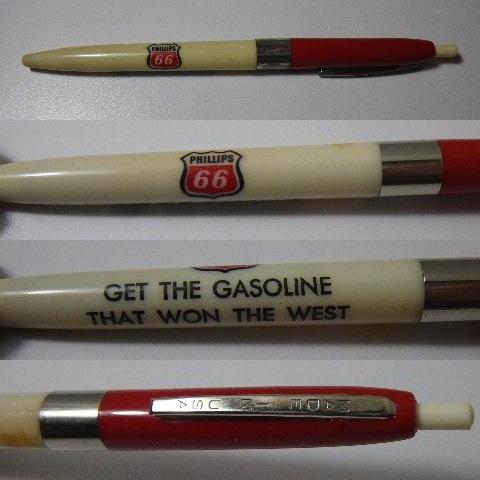 PHILLIPS
66
PHILLIPS
66
GET THE GASOLINE
THAT WON THE WEST
MADE IN USA